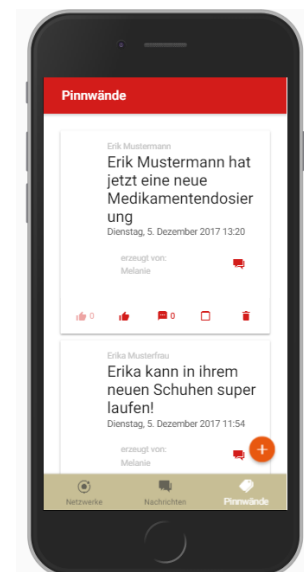 Pinnwände
Erik Mustermann
Erik Mustermann hat
jetzt eine neue
Medikamentendosier
ung
Dienstag, 5. Dezember 2017 13:20
erzeugt von:
Melanie
0
0
Erika Musterfrau
Erika kann in ihrem
neuen Schuhen super
laufen!
Dienstag, 5. Dezember 2017 11:54
erzeugt von:
Melanie
+
Netzwerke Nachrichten Pinnwände